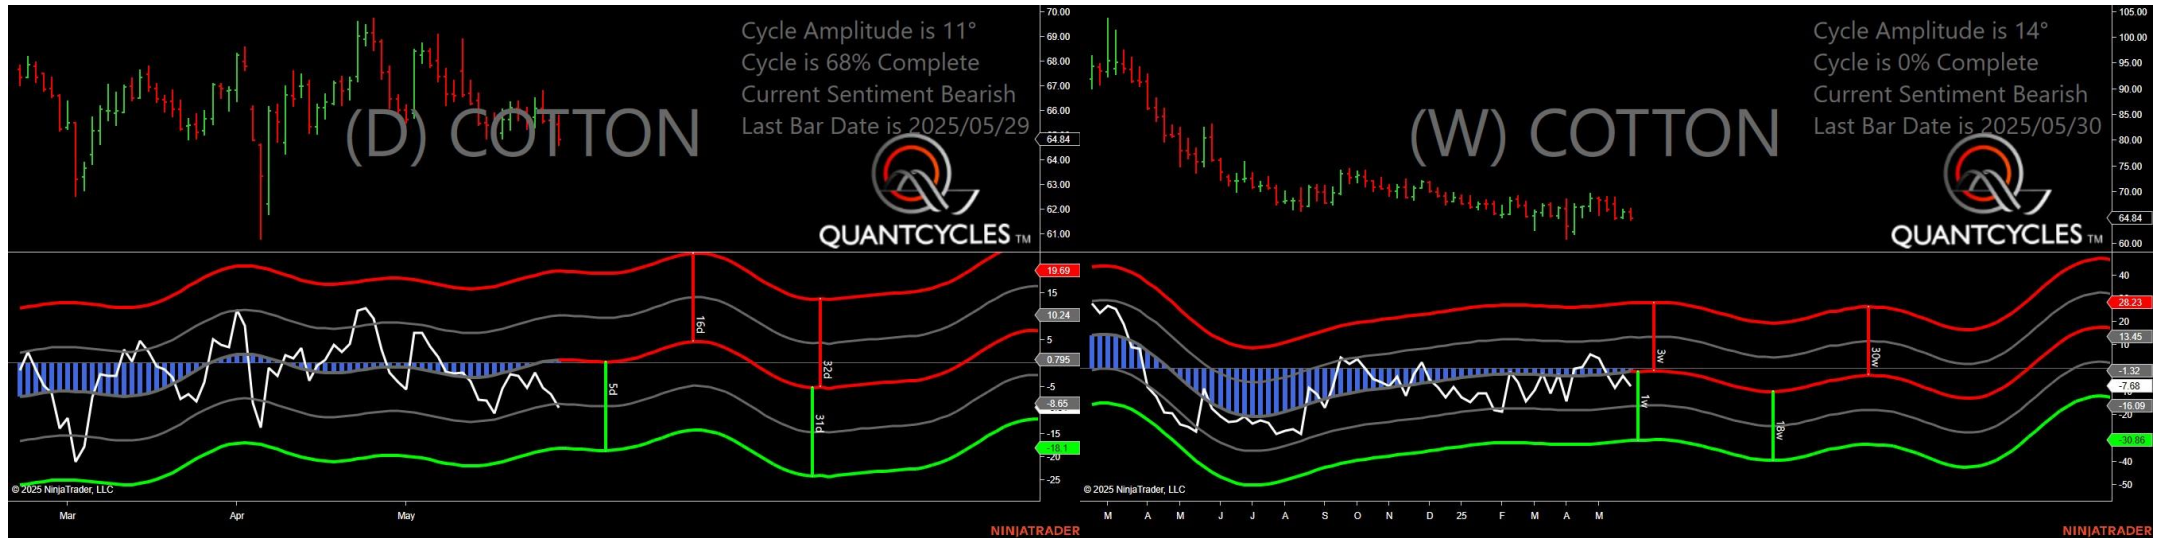 Cycle Amplitude is 11°
Cycle is 68% Complete
Current Sentiment Bearish
Last Bar Date is 2025/05/29
(D) COTTON
QUANTCYCLES TM
70.00
69.00
68.00
67.00
66.00
64.84
64.00
63.00
62.00
61.00
19.69
15
10.24
5
0.795
-5
-8.65
-15
-18.1
-20
-25
5d
16d
32d
31d
© 2025 NinjaTrader, LLC
Mar Apr May
NINJATRADER
Cycle Amplitude is 14°
Cycle is 0% Complete
Current Sentiment Bearish
Last Bar Date is 2025/05/30
(W) COTTON
QUANTCYCLES TM
105.00
100.00
95.00
90.00
85.00
80.00
75.00
70.00
64.84
60.00
40
28.23
20
13.45
10
-1.32
-7.68
-16.09
-20
-30.86
-40
-50
3w
1w
18w
30w
© 2025 NinjaTrader, LLC
M A M J J A S O N D 25 F M A M
NINJATRADER